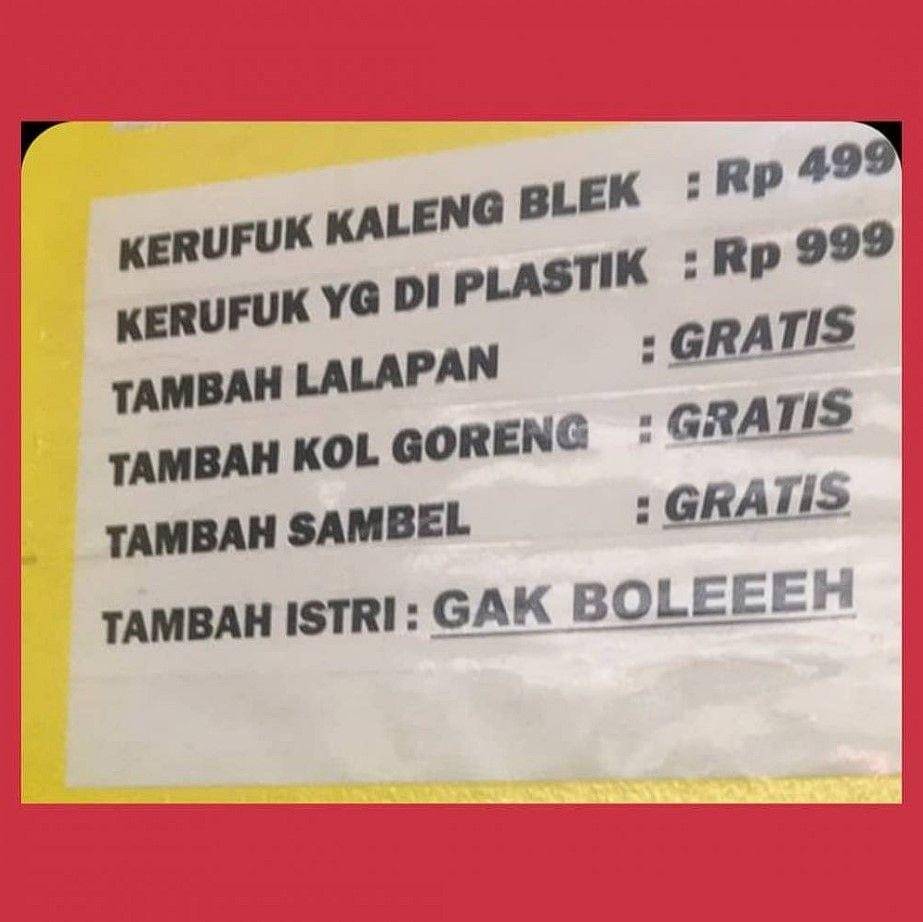 KERUFUK KALENG BLEK : Rp 499
KERUFUK YG DI PLASTIK : Rp 999
TAMBAH LALAPAN : GRATIS
TAMBAH KOL GORENG : GRATIS
TAMBAH SAMBEL : GRATIS
TAMBAH ISTRI : GAK BOLEEEH